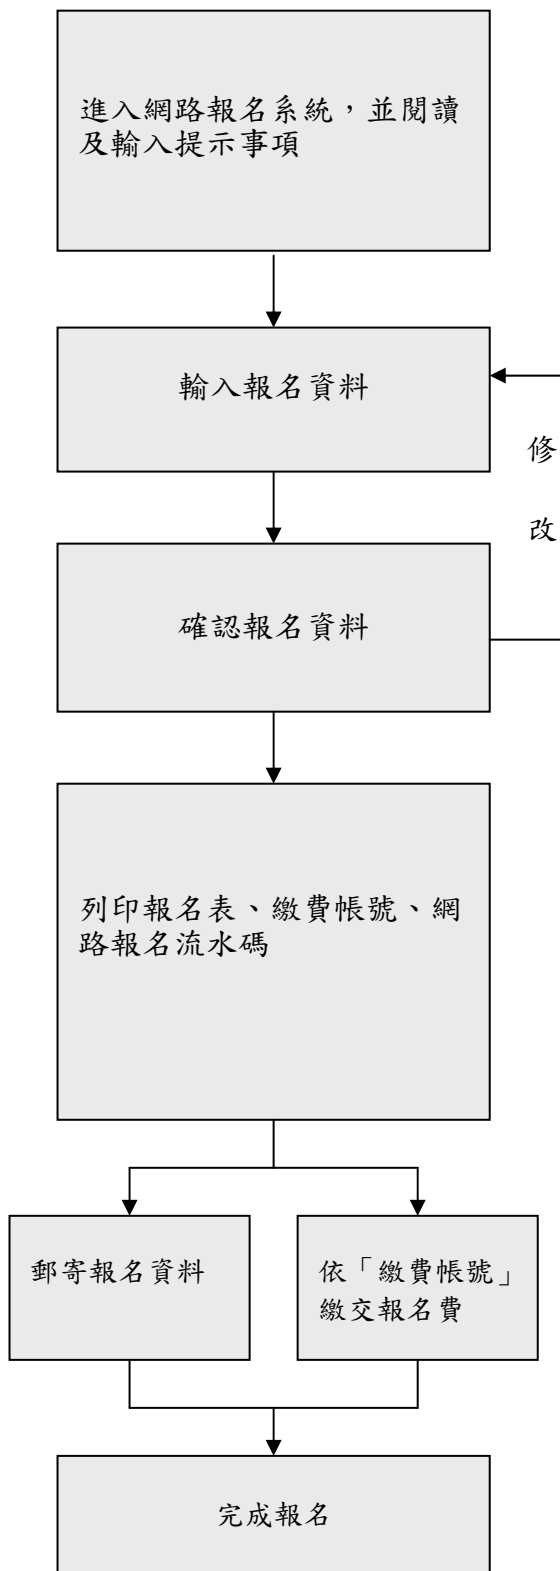 進入網路報名系統，並閱讀
及輸入提示事項
輸入報名資料
修
改
確認報名資料
列印報名表、繳費帳號、網
路報名流水碼
郵寄報名資料
依「繳費帳號」
繳交報名費
完成報名